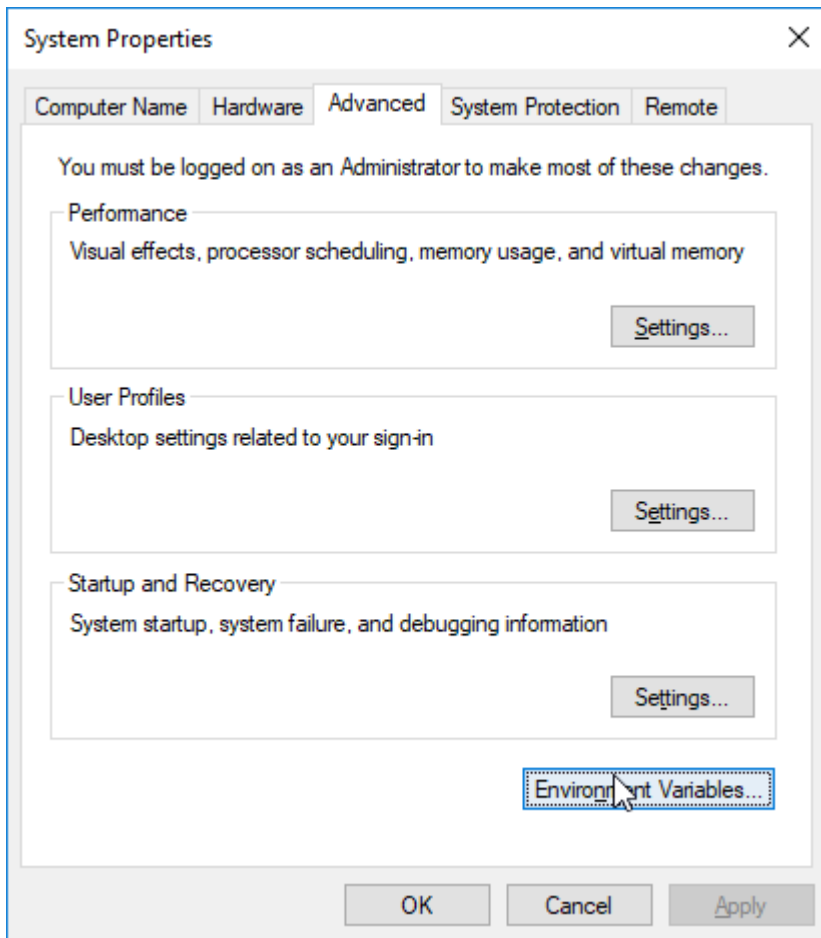 System Properties
Computer Name Hardware Advanced System Protection Remote
You must be logged on as an Administrator to make most of these changes.
Performance
Visual effects, processor scheduling, memory usage, and virtual memory
Settings...
User Profiles
Desktop settings related to your sign-in
Settings...
Startup and Recovery
System startup, system failure, and debugging information
Settings...
Environment Variables...
OK Cancel Apply